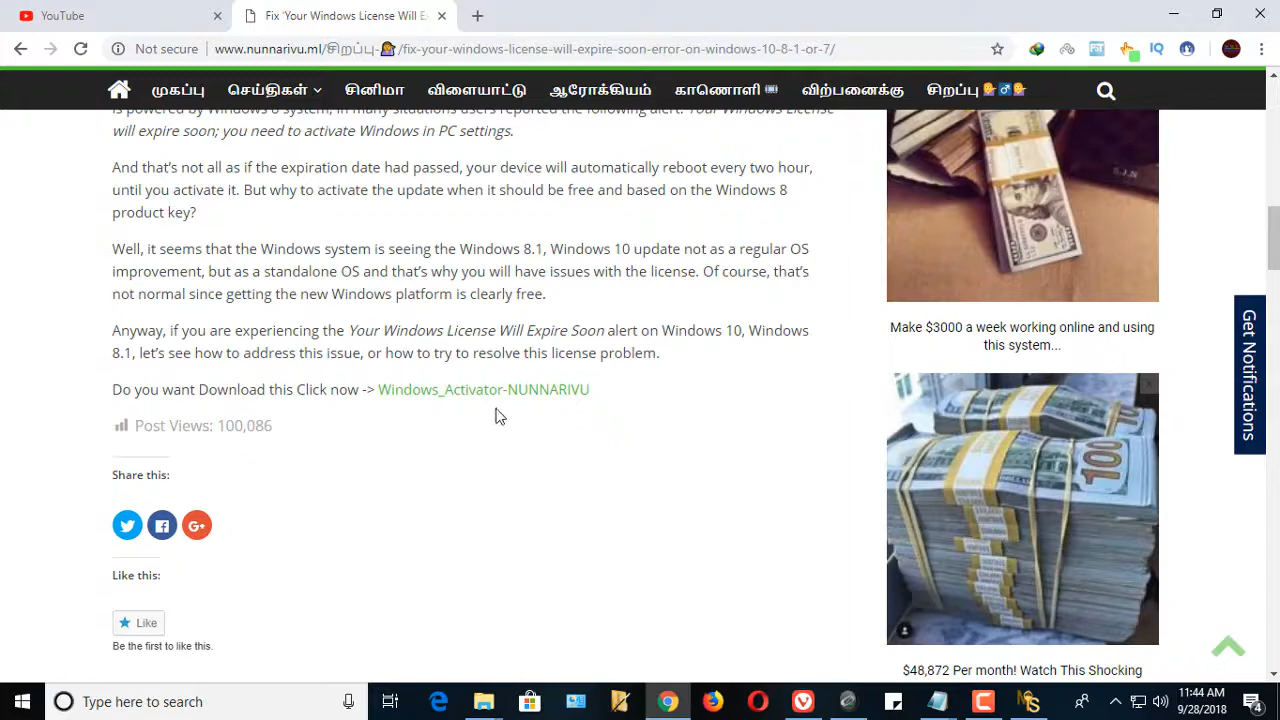 YouTube
Fix 'Your Windows License Will E
Not secure
www.nunnarivu.ml/சிறப்பு-🙋/fix-your-windows-license-will-expire-soon-error-on-windows-10-8-1-or-7/
முகப்பு செய்திகள் சினிமா விளையாட்டு ஆரோக்கியம் காணொளி விற்பனைக்கு சிறப்பு
is powered by Windows 8 system, in many situations users reported the following alert: Your Windows License
will expire soon; you need to activate Windows in PC settings.
And that's not all as if the expiration date had passed, your device will automatically reboot every two hour,
until you activate it. But why to activate the update when it should be free and based on the Windows 8
product key?
Well, it seems that the Windows system is seeing the Windows 8.1, Windows 10 update not as a regular OS
improvement, but as a standalone OS and that's why you will have issues with the license. Of course, that's
not normal since getting the new Windows platform is clearly free.
Anyway, if you are experiencing the Your Windows License Will Expire Soon alert on Windows 10, Windows
8.1, let's see how to address this issue, or how to try to resolve this license problem.
Do you want Download this Click now -> Windows_Activator-NUNNARIVU
Post Views: 100,086
Share this:
G+
Like this:
Like
Be the first to like this.
S.J.N
Make $3000 a week working online and using
this system...
100
$48,872 Per month! Watch This Shocking
Get Notifications
Type here to search
11:44 AM
9/28/2018
4